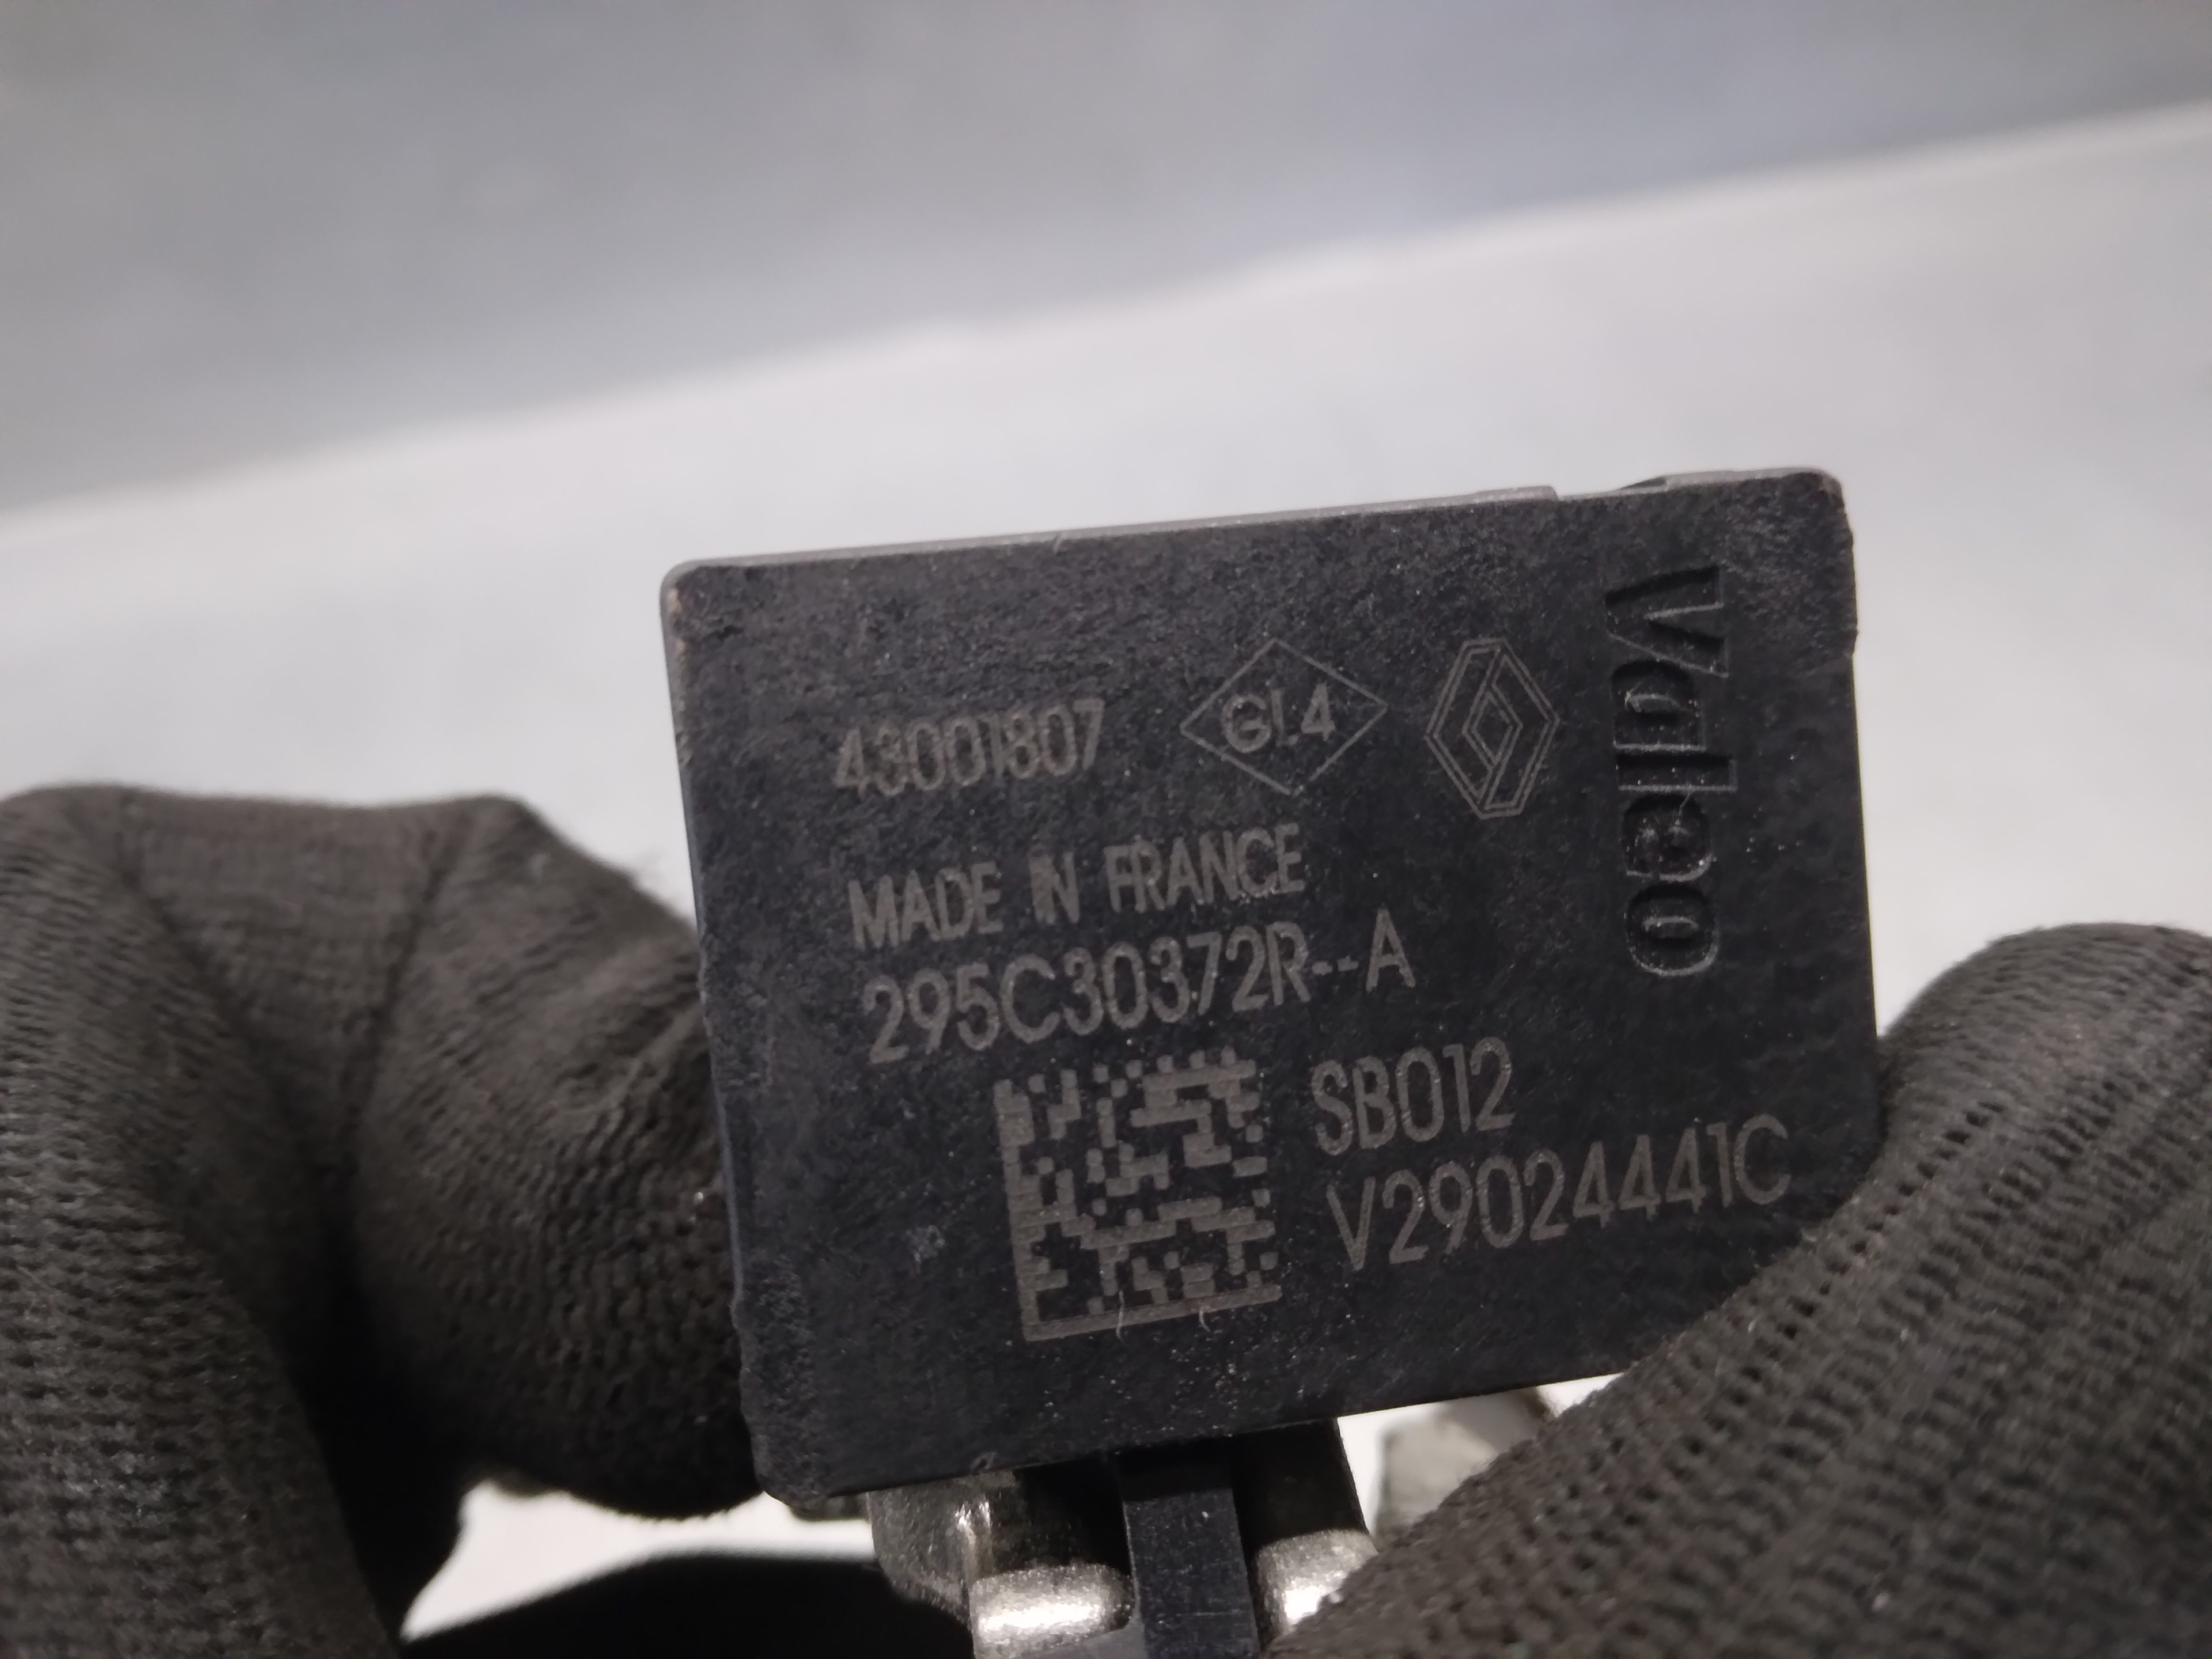 43001807 GI.4
Valeo
MADE IN FRANCE
295C30372R--A
SB012
V29024441C